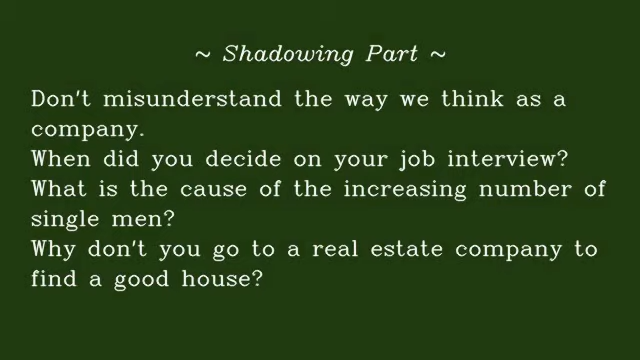 ~ Shadowing Part ~
Don't misunderstand the way we think as a
company.
When did you decide on your job interview?
What is the cause of the increasing number of
single men?
Why don't you go to a real estate company to
find a good house?